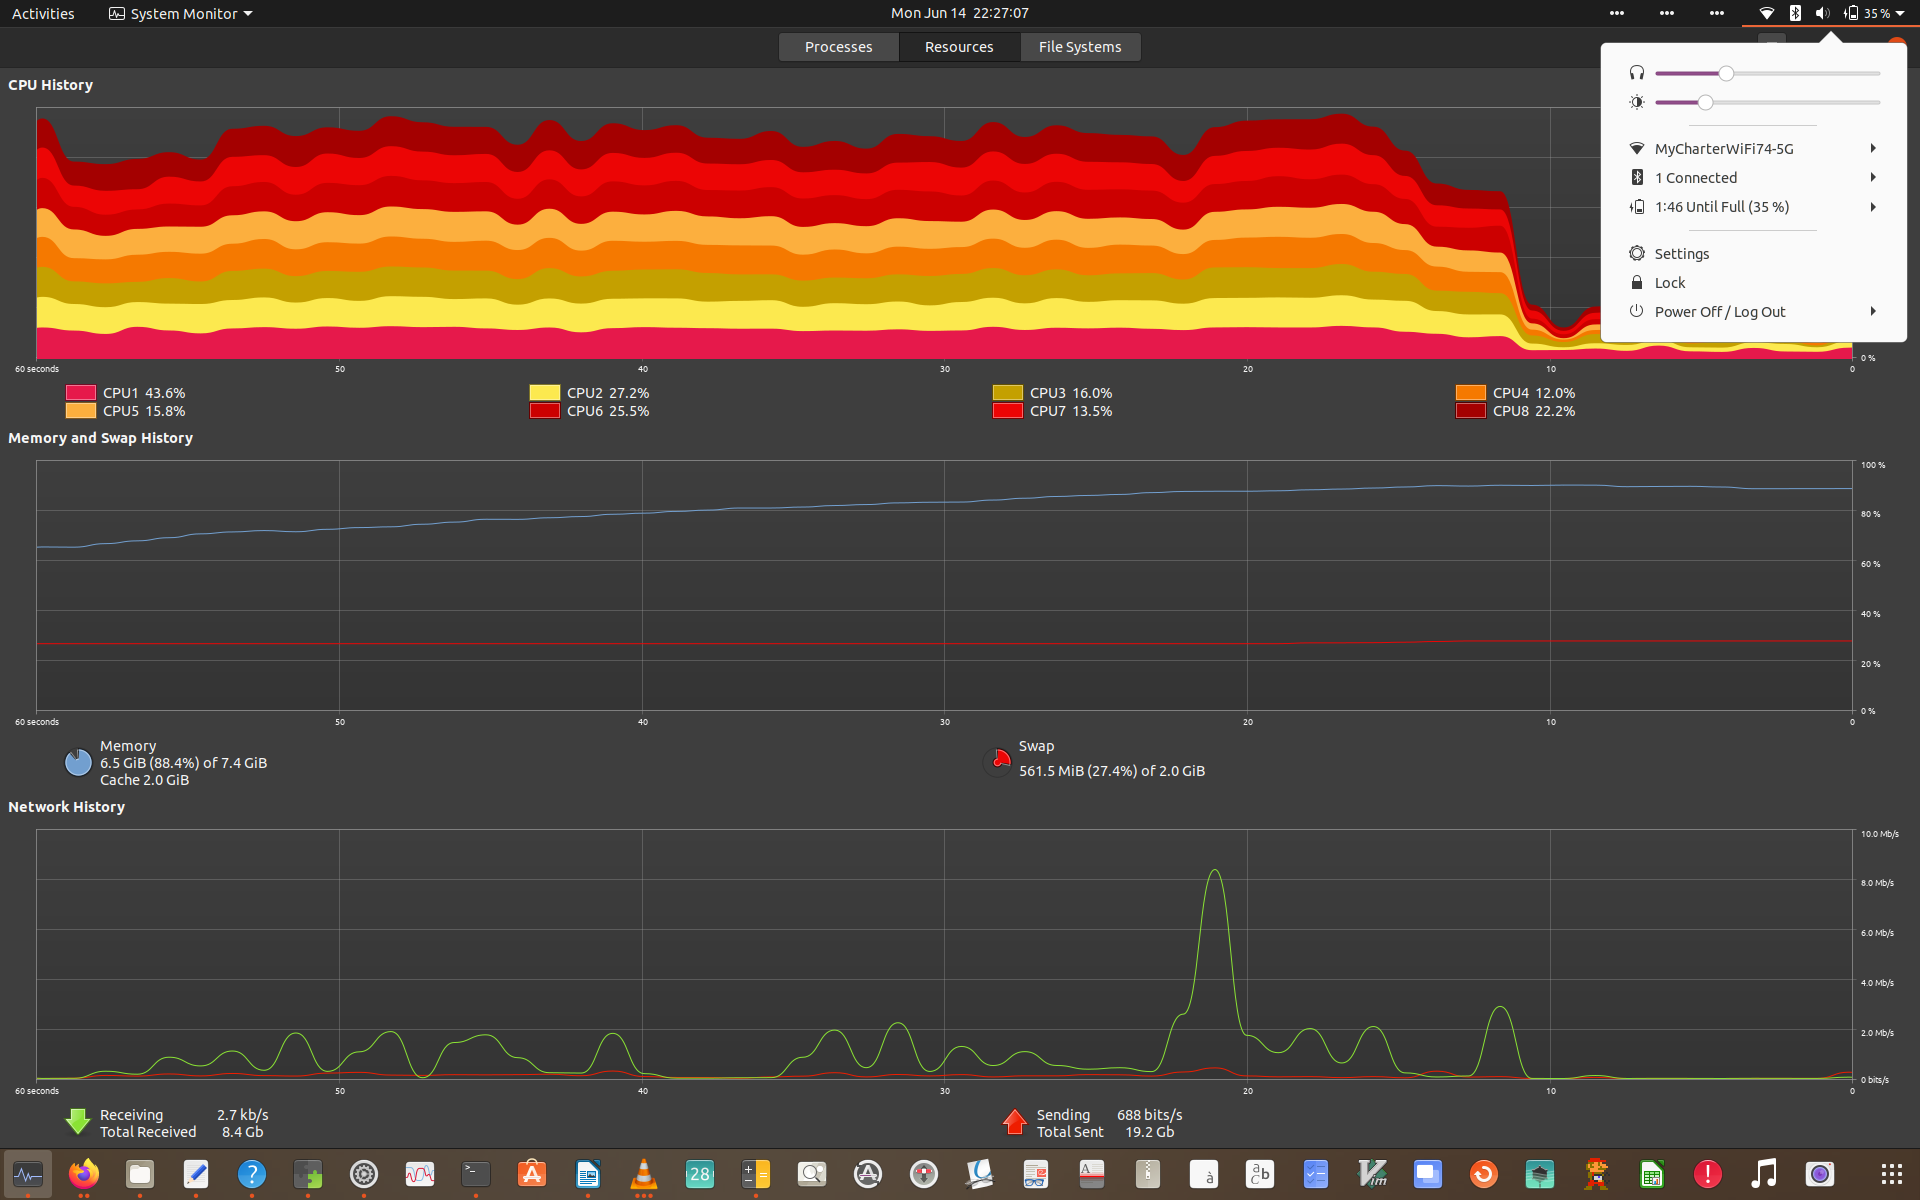 Activities System Monitor Mon Jun 14 22:27:07 35 %
Processes Resources File Systems
CPU History
60 seconds 50 40 30 20 10 0
0 %
CPU1 43.6% CPU2 27.2% CPU3 16.0% CPU4 12.0%
CPU5 15.8% CPU6 25.5% CPU7 13.5% CPU8 22.2%
MyCharterWiFi74-5G
1 Connected
1:46 Until Full (35 %)
Settings
Lock
Power Off / Log Out
Memory and Swap History
100 %
80 %
60 %
40 %
20 %
0 %
60 seconds 50 40 30 20 10 0
Memory
6.5 GiB (88.4%) of 7.4 GiB
Cache 2.0 GiB
Swap
561.5 MiB (27.4%) of 2.0 GiB
Network History
10.0 Mb/s
8.0 Mb/s
6.0 Mb/s
4.0 Mb/s
2.0 Mb/s
0 bits/s
60 seconds 50 40 30 20 10 0
Receiving 2.7 kb/s
Total Received 8.4 Gb
Sending 688 bits/s
Total Sent 19.2 Gb
28